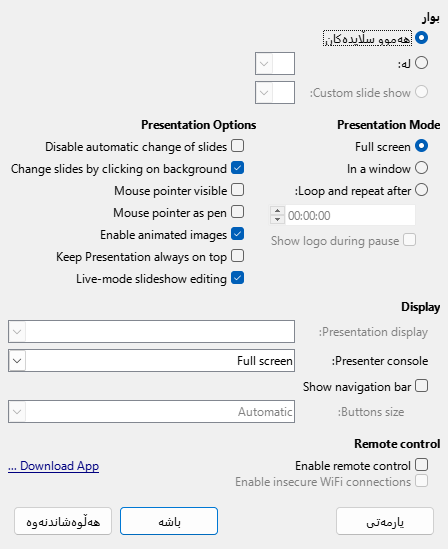 بوار
هەموو سڵایدەکان
لە:
Custom slide show:
Presentation Mode
Full screen
In a window
Loop and repeat after:
00:00:00
Show logo during pause
Presentation Options
Disable automatic change of slides
Change slides by clicking on background
Mouse pointer visible
Mouse pointer as pen
Enable animated images
Keep Presentation always on top
Live-mode slideshow editing
Display
Presentation display:
Presenter console: Full screen
Show navigation bar
Buttons size: Automatic
Remote control
Enable remote control
Download App ...
Enable insecure WiFi connections
یارمەتی
باشە
هەڵوەشاندنەوە